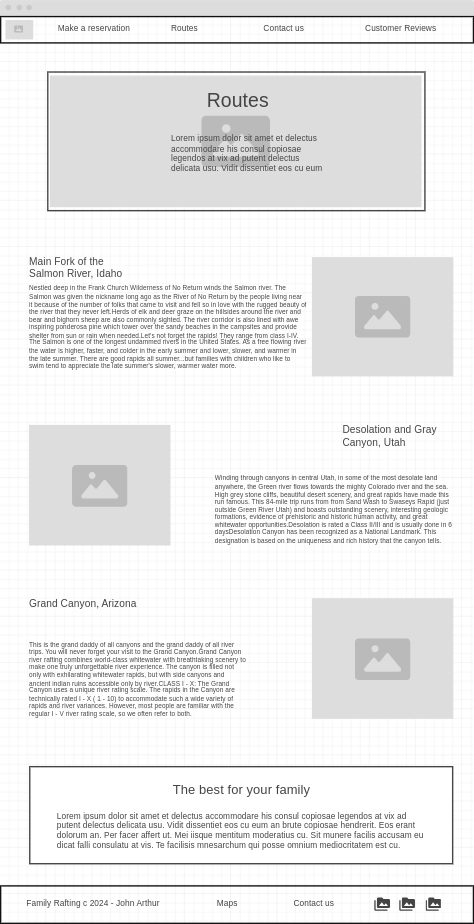 Make a reservation Routes Contact us Customer Reviews
Routes
Lorem ipsum dolor sit amet et delectus
accommodare his consul copiosae
legendos at vix ad putent delectus
delicata usu. Vidit dissentiet eos cu eum
Main Fork of the
Salmon River, Idaho
Nestled deep in the Frank Church Wilderness of No Return winds the Salmon river. The
Salmon was given the nickname long ago as the River of No Return by the people living near
it because of the number of folks that came to visit and fell so in love with the rugged beauty of
the river that they never left.Herds of elk and deer graze on the hillsides around the river and
bear and bighorn sheep are also commonly sighted. The river corridor is also lined with awe
inspiring ponderosa pine which tower over the sandy beaches in the campsites and provide
shelter from sun or rain when needed.Let's not forget the rapids! They range from class I-IV.
The Salmon is one of the longest undammed rivers in the United States. As a free flowing river
the water is higher, faster, and colder in the early summer and lower, slower, and warmer in
the late summer. There are good rapids all summer...but families with children who like to
swim tend to appreciate the late summer's slower, warmer water more.
Desolation and Gray
Canyon, Utah
Winding through canyons in central Utah, in some of the most desolate land
anywhere, the Green river flows towards the mighty Colorado river and the sea.
High grey stone cliffs, beautiful desert scenery, and great rapids have made this
run famous. This 84-mile trip runs from from Sand Wash to Swaseys Rapid (just
outside Green River Utah) and boasts outstanding scenery, interesting geologic
formations, evidence of prehistoric and historic human activity, and great
whitewater opportunities.Desolation is rated a Class II/III and is usually done in 6
daysDesolation Canyon has been recognized as a National Landmark. This
designation is based on the uniqueness and rich history that the canyon tells.
Grand Canyon, Arizona
This is the grand daddy of all canyons and the grand daddy of all river
trips. You will never forget your visit to the Grand Canyon.Grand Canyon
river rafting combines world-class whitewater with breathtaking scenery to
make one truly unforgettable river experience. The canyon is filled not
only with exhilarating whitewater rapids, but with side canyons and
ancient indian ruins accessible only by river.CLASS I - X: The Grand
Canyon uses a unique river rating scale. The rapids in the Canyon are
technically rated I - X ( 1 - 10) to accommodate such a wide variety of
rapids and river variances. However, most people are familiar with the
regular I - V river rating scale, so we often refer to both.
The best for your family
Lorem ipsum dolor sit amet et delectus accommodare his consul copiosae legendos at vix ad
putent delectus delicata usu. Vidit dissentiet eos cu eum an brute copiosae hendrerit. Eos erant
dolorum an. Per facer affert ut. Mei iisque mentitum moderatius cu. Sit munere facilis accusam eu
dicat falli consulatu at vis. Te facilisis mnesarchum qui posse omnium mediocritatem est cu.
Family Rafting c 2024 - John Arthur Maps Contact us